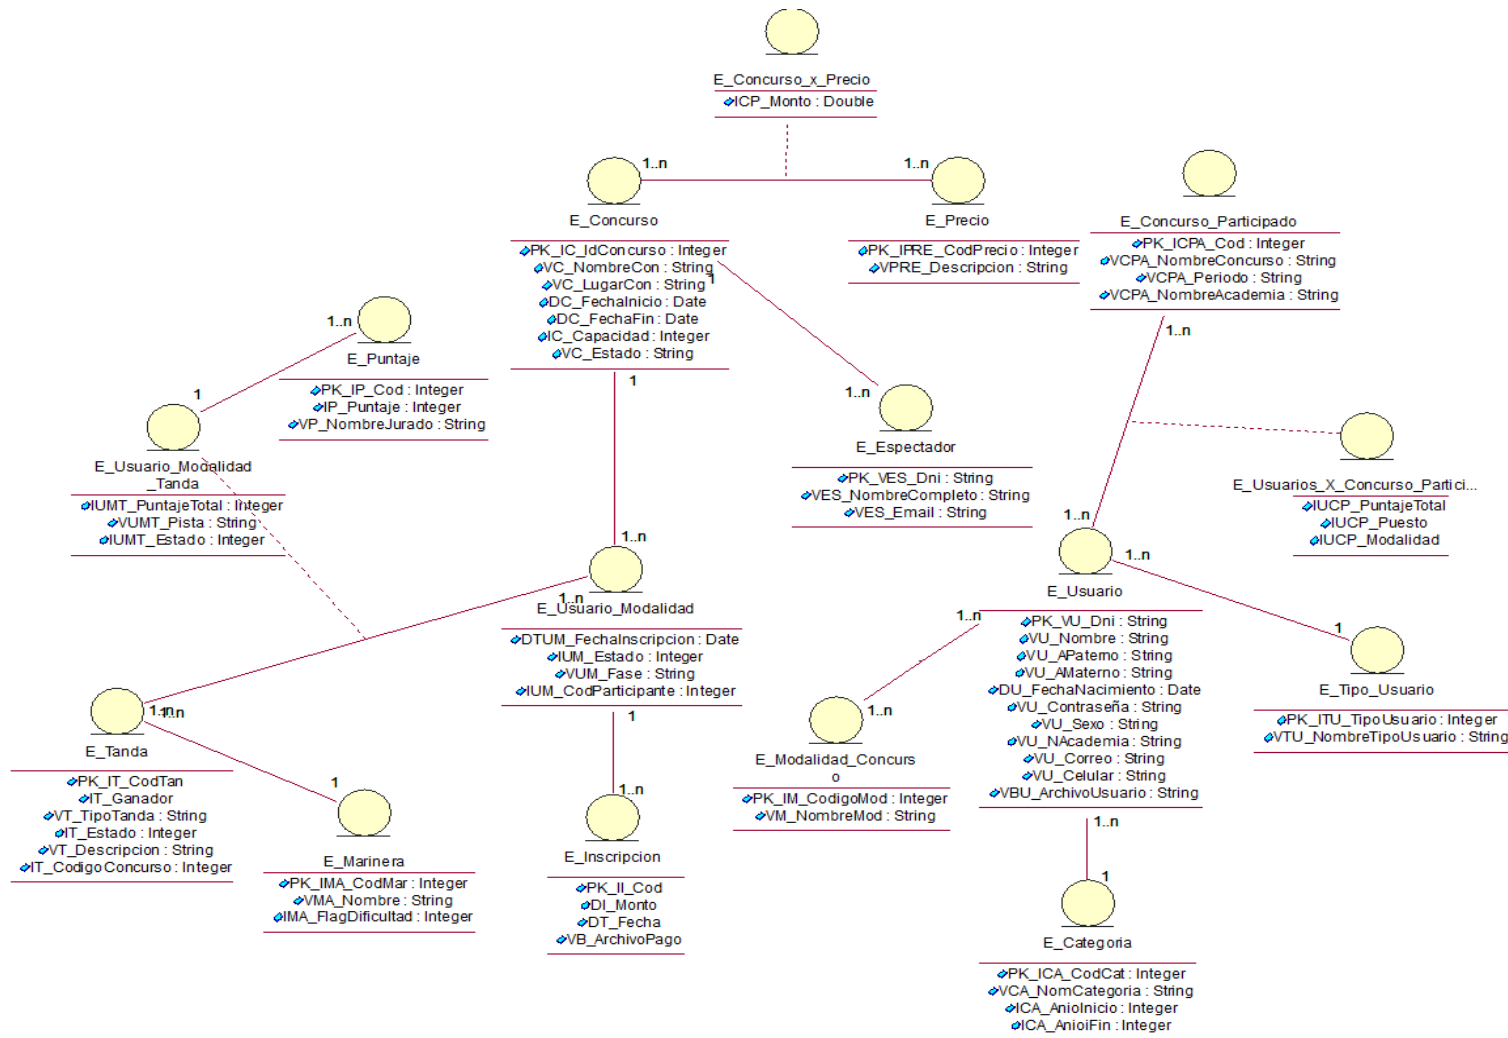 E_Concurso_x_Precio
ICP_Monto : Double
1..n
1..n
E_Concurso
PK_IC_IdConcurso : Integer
VC_NombreCon : String
VC_LugarCon : String
DC_FechaInicio : Date
DC_FechaFin : Date
IC_Capacidad : Integer
VC_Estado : String
1
1
E_Precio
PK_IPRE_CodPrecio : Integer
VPRE_Descripcion : String
E_Concurso_Participado
PK_ICPA_Cod : Integer
VCPA_NombreConcurso : String
VCPA_Periodo : String
VCPA_NombreAcademia : String
1..n
1..n
E_Puntaje
PK_IP_Cod : Integer
IP_Puntaje : Integer
VP_NombreJurado : String
1
E_Usuario_Modalidad
_Tanda
IUMT_PuntajeTotal : Integer
VUMT_Pista : String
IUMT_Estado : Integer
1..n
E_Espectador
PK_VES_Dni : String
VES_NombreCompleto : String
VES_Email : String
E_Usuarios_X_Concurso_Partici...
IUCP_PuntajeTotal
IUCP_Puesto
IUCP_Modalidad
1..n
1..n
E_Usuario_Modalidad
DTUM_FechaInscripcion : Date
IUM_Estado : Integer
VUM_Fase : String
IUM_CodParticipante : Integer
1
1..n
1..n
1..n
E_Usuario
PK_VU_Dni : String
VU_Nombre : String
VU_APaterno : String
VU_AMaterno : String
DU_FechaNacimiento : Date
VU_Contraseña : String
VU_Sexo : String
VU_NAcademia : String
VU_Correo : String
VU_Celular : String
VBU_ArchivoUsuario : String
1..n
1
E_Tipo_Usuario
PK_ITU_TipoUsuario : Integer
VTU_NombreTipoUsuario : String
1..n
1..n
E_Tanda
PK_IT_CodTan
IT_Ganador
VT_TipoTanda : String
IT_Estado : Integer
VT_Descripcion : String
IT_CodigoConcurso : Integer
1
E_Marinera
PK_IMA_CodMar : Integer
VMA_Nombre : String
IMA_FlagDificultad : Integer
1..n
E_Inscripcion
PK_II_Cod
DI_Monto
DT_Fecha
VB_ArchivoPago
1..n
E_Modalidad_Concurs
o
PK_IM_CodigoMod : Integer
VM_NombreMod : String
1
E_Categoria
PK_ICA_CodCat : Integer
VCA_NomCategoria : String
ICA_AnioInicio : Integer
ICA_AnioiFin : Integer